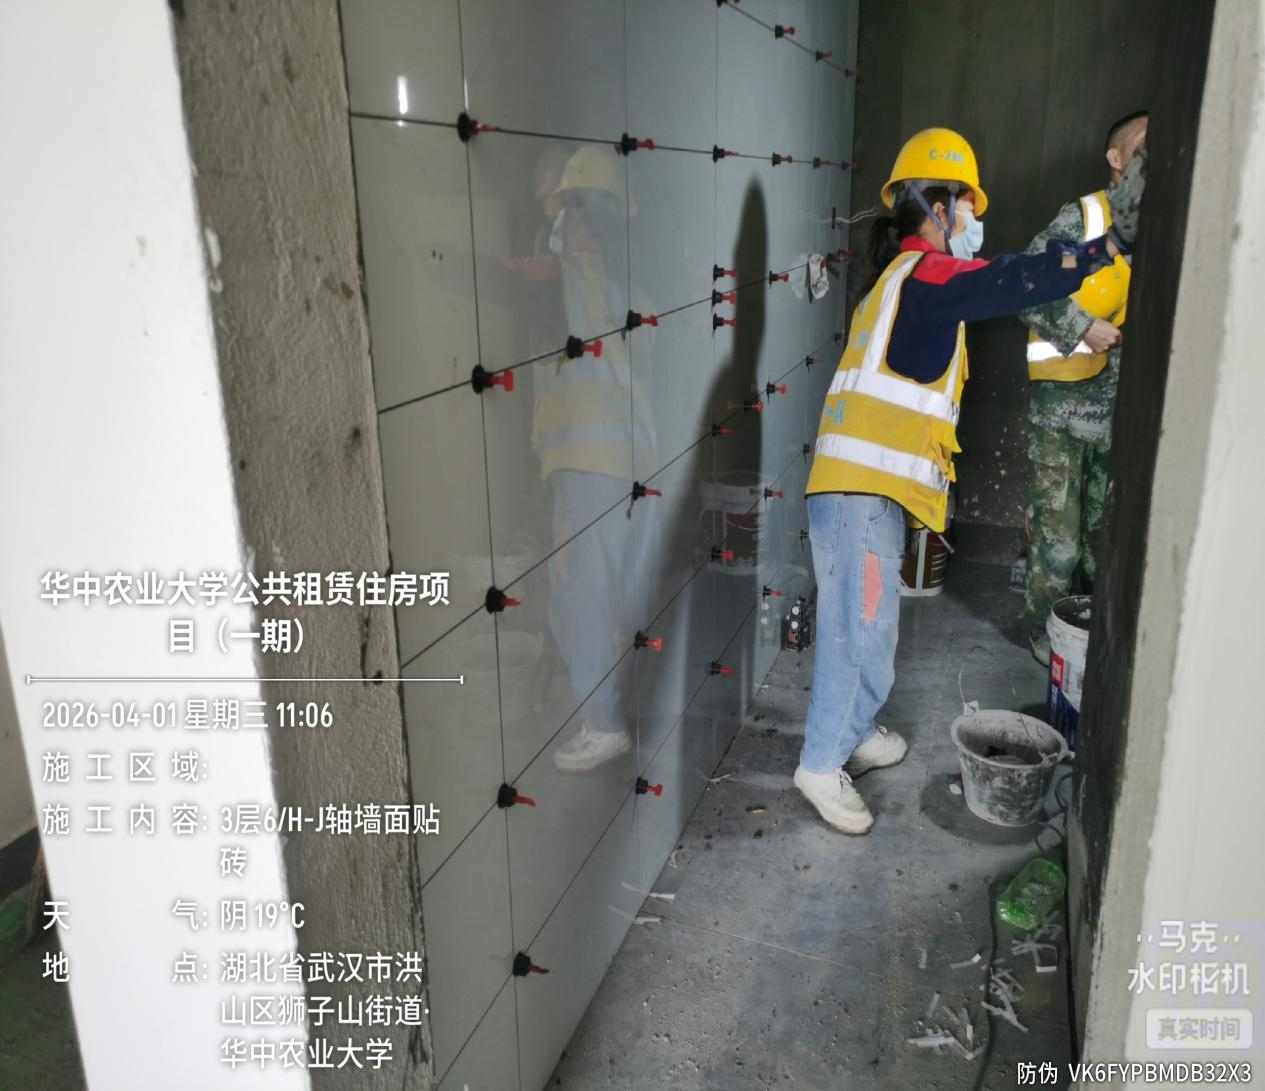 C-286
华中农业大学公共租赁住房项
目（一期）
2026-04-01 星期三 11:06
施工区域:
施工内容: 3层6/H-J轴墙面贴
砖
天气: 阴 19°C
地点: 湖北省武汉市洪
山区狮子山街道·
华中农业大学
马克
水印相机
真实时间
防伪 VK6FYPBMDB32X3